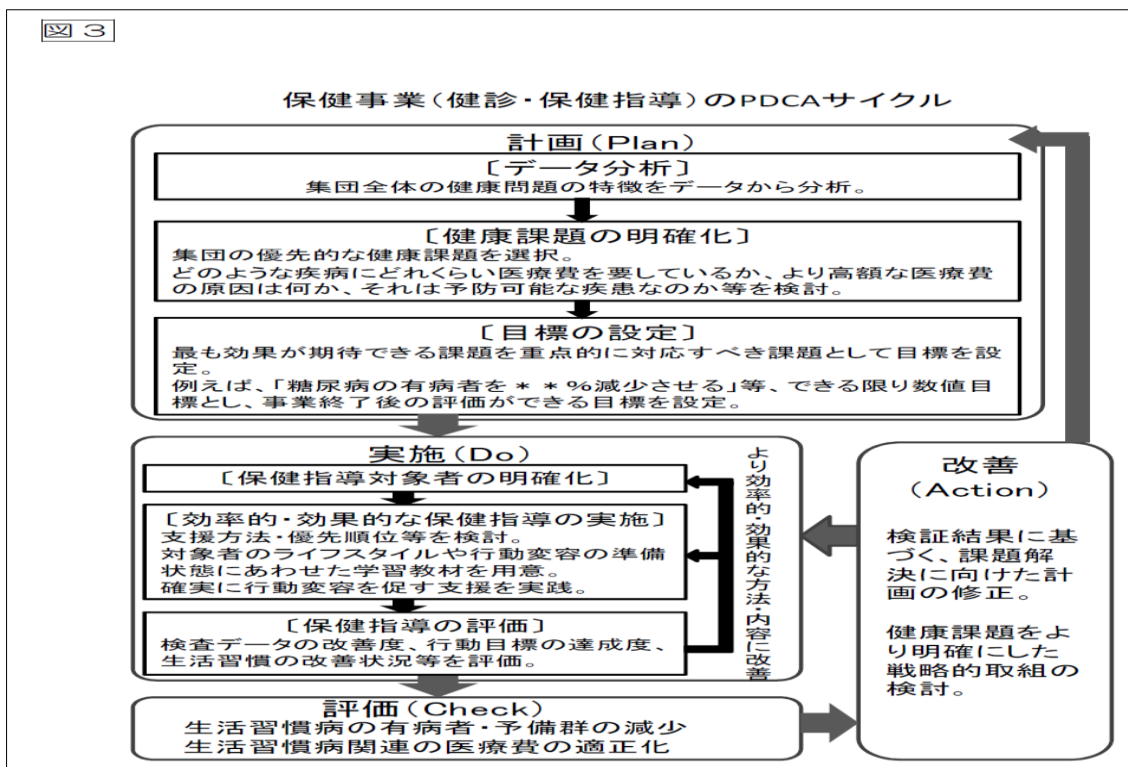 図 3
保健事業(健診・保健指導)のPDCAサイクル
計画(Plan)
〔データ分析〕
集団全体の健康問題の特徴をデータから分析。
〔健康課題の明確化〕
集団の優先的な健康課題を選択。
どのような疾病にどれくらい医療費を要しているか、より高額な医療費
の原因は何か、それは予防可能な疾患なのか等を検討。
〔目標の設定〕
最も効果が期待できる課題を重点的に対応すべき課題として目標を設
定。
例えば、「糖尿病の有病者を**%減少させる」等、できる限り数値目
標とし、事業終了後の評価ができる目標を設定。
実施(Do)
〔保健指導対象者の明確化〕
〔効率的・効果的な保健指導の実施〕
支援方法・優先順位等を検討。
対象者のライフスタイルや行動変容の準備
状態にあわせた学習教材を用意。
確実に行動変容を促す支援を実践。
〔保健指導の評価〕
検査データの改善度、行動目標の達成度、
生活習慣の改善状況等を評価。
より効率的・効果的な方法・内容に改善
改善
(Action)
検証結果に基
づく、課題解
決に向けた計
画の修正。
健康課題をよ
り明確にした
戦略的取組の
検討。
評価(Check)
生活習慣病の有病者・予備群の減少
生活習慣病関連の医療費の適正化